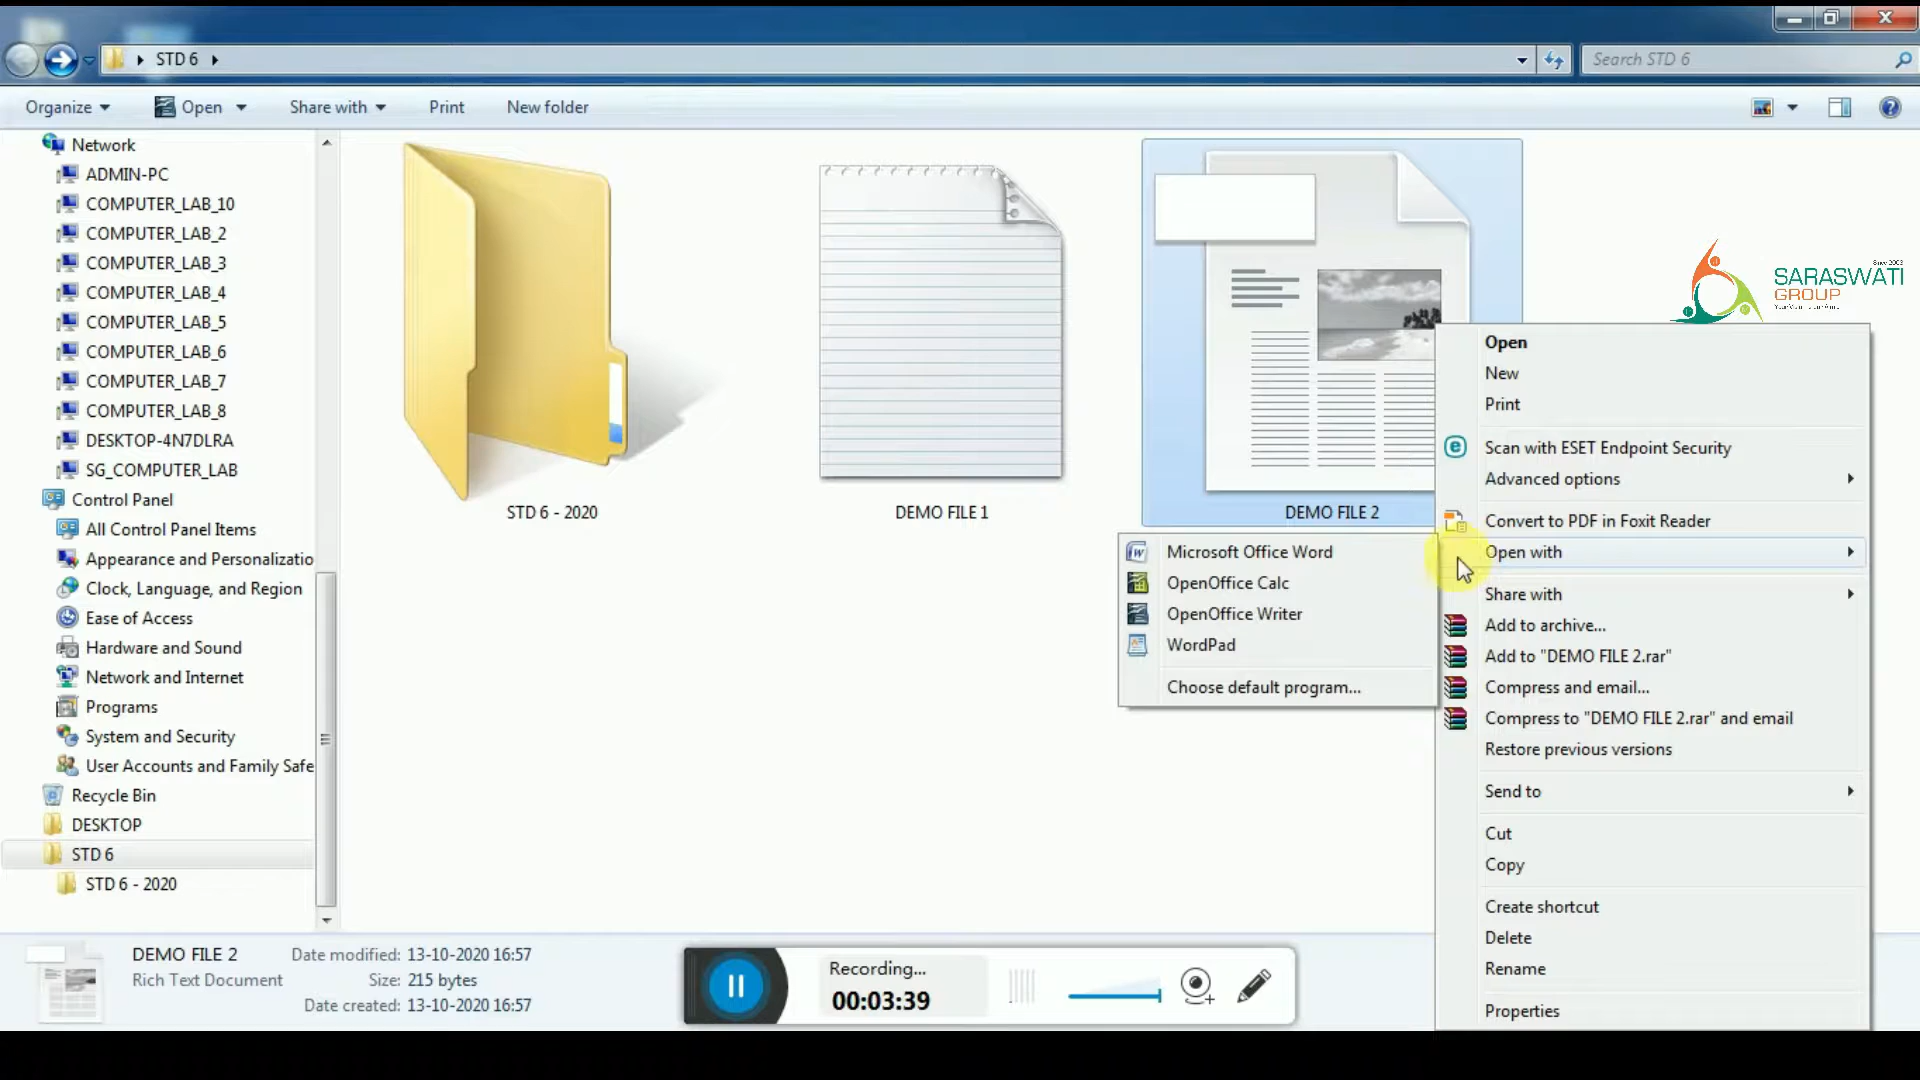 STD 6
Search STD 6
Organize
Open
Share with
Print
New folder
Network
ADMIN-PC
COMPUTER_LAB_10
COMPUTER_LAB_2
COMPUTER_LAB_3
COMPUTER_LAB_4
COMPUTER_LAB_5
COMPUTER_LAB_6
COMPUTER_LAB_7
COMPUTER_LAB_8
DESKTOP-4N7DLRA
SG_COMPUTER_LAB
Control Panel
All Control Panel Items
Appearance and Personalizatio
Clock, Language, and Region
Ease of Access
Hardware and Sound
Network and Internet
Programs
System and Security
User Accounts and Family Safe
Recycle Bin
DESKTOP
STD 6
STD 6 - 2020
STD 6 - 2020
DEMO FILE 1
DEMO FILE 2
Since 2003
SARASWATI
GROUP
Open
New
Print
Scan with ESET Endpoint Security
Advanced options
Convert to PDF in Foxit Reader
Open with
Share with
Add to archive...
Add to "DEMO FILE 2.rar"
Compress and email...
Compress to "DEMO FILE 2.rar" and email
Restore previous versions
Send to
Cut
Copy
Create shortcut
Delete
Rename
Properties
Microsoft Office Word
OpenOffice Calc
OpenOffice Writer
WordPad
Choose default program...
DEMO FILE 2
Rich Text Document
Date modified: 13-10-2020 16:57
Size: 215 bytes
Date created: 13-10-2020 16:57
Recording...
00:03:39